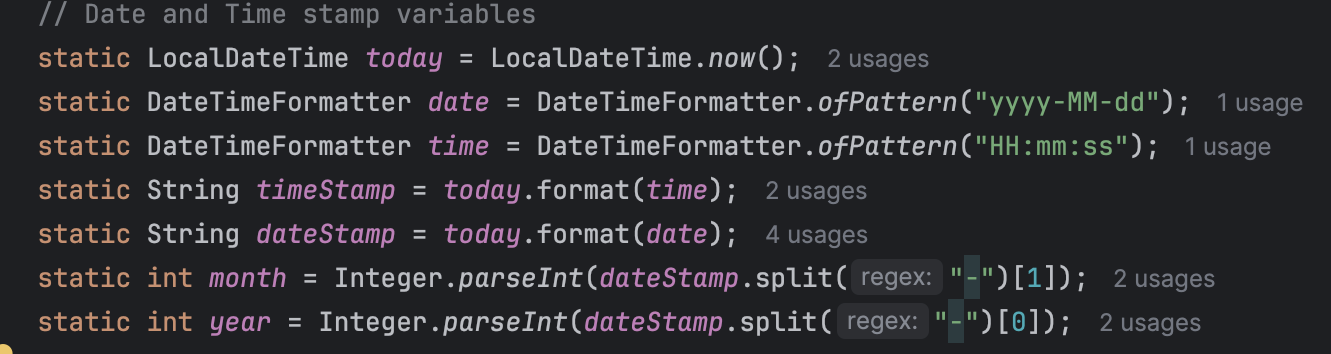 // Date and Time stamp variables
static LocalDateTime today = LocalDateTime.now(); 2 usages
static DateTimeFormatter date = DateTimeFormatter.ofPattern("yyyy-MM-dd"); 1 usage
static DateTimeFormatter time = DateTimeFormatter.ofPattern("HH:mm:ss"); 1 usage
static String timeStamp = today.format(time); 2 usages
static String dateStamp = today.format(date); 4 usages
static int month = Integer.parseInt(dateStamp.split( regex: "-")[1]); 2 usages
static int year = Integer.parseInt(dateStamp.split( regex: "-")[0]); 2 usages